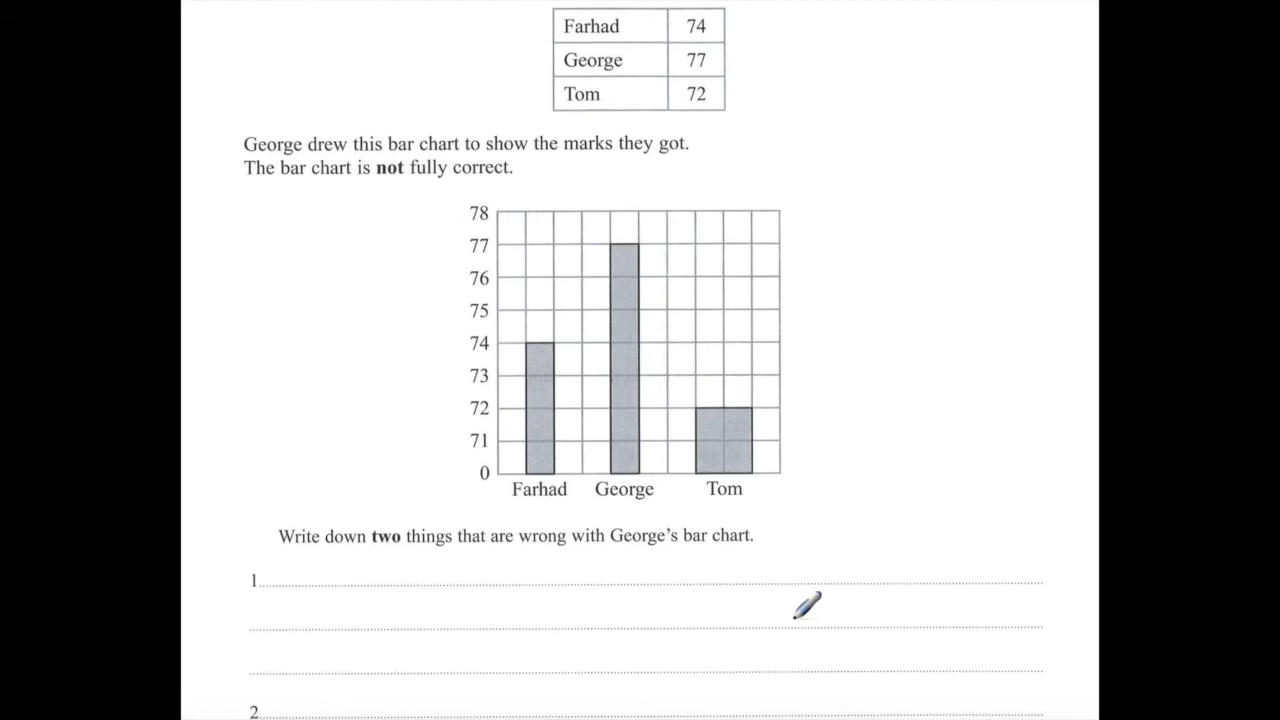 Farhad 74
George 77
Tom 72
George drew this bar chart to show the marks they got.
The bar chart is not fully correct.
78
77
76
75
74
73
72
71
0
Farhad George Tom
Write down two things that are wrong with George's bar chart.
1
2